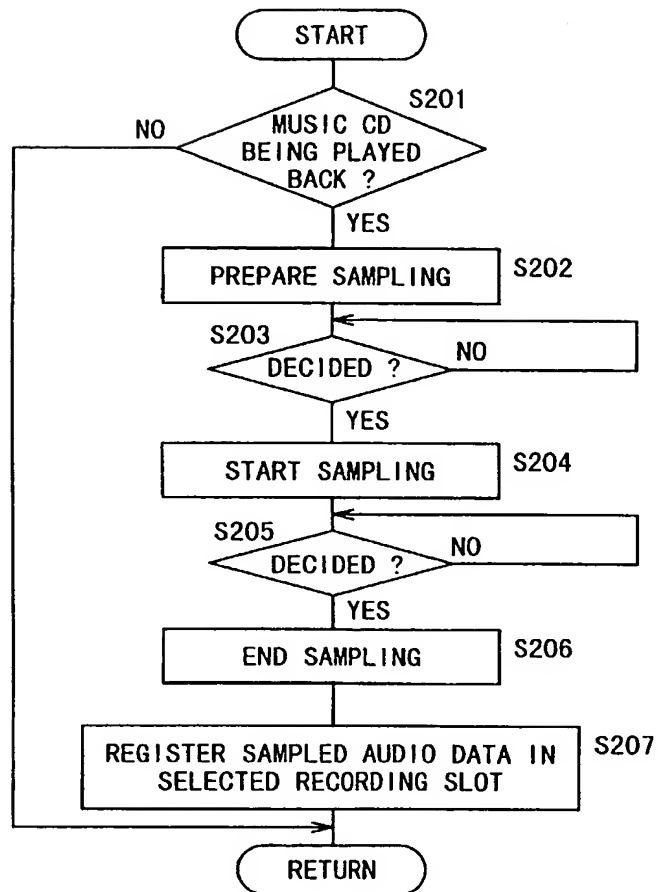 START
S201
NO
MUSIC CD
BEING PLAYED
BACK ?
YES
PREPARE SAMPLING
S202
S203
DECIDED ?
NO
YES
START SAMPLING
S204
S205
DECIDED ?
NO
YES
END SAMPLING
S206
REGISTER SAMPLED AUDIO DATA IN
SELECTED RECORDING SLOT
S207
RETURN